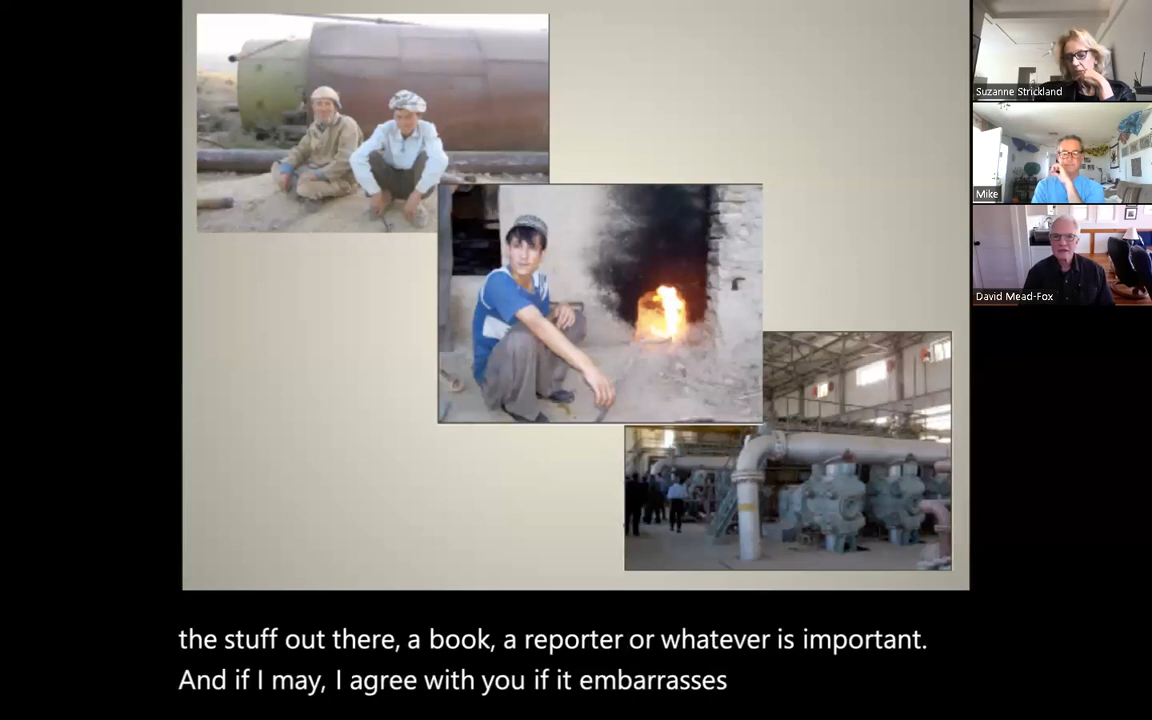 Suzanne Strickland
Mike
David Mead-Fox
the stuff out there, a book, a reporter or whatever is important.
And if I may, I agree with you if it embarrasses